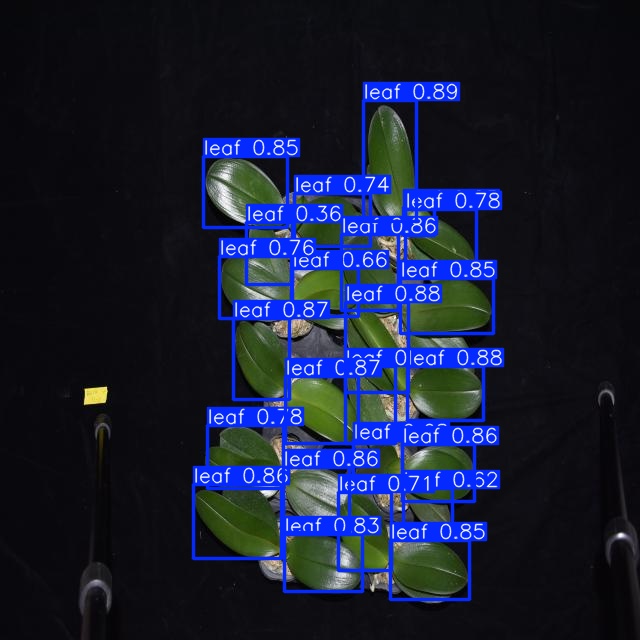 leaf 0.89
leaf 0.85
leaf 0.74
leaf 0.78
leaf 0.36
leaf 0.86
leaf 0.76
leaf 0.66
leaf 0.85
leaf 0.88
leaf 0.87
leaf 0.88
leaf 0.87
leaf 0.78
leaf
leaf 0.86
leaf 0.86
leaf 0.86
leaf 0.71
f 0.62
leaf 0.83
leaf 0.85